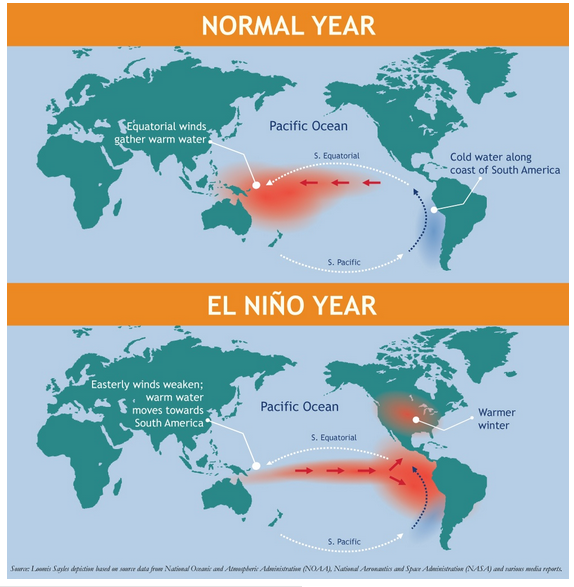 NORMAL YEAR
Equatorial winds
gather warm water
Pacific Ocean
S. Equatorial
Cold water along
coast of South America
S. Pacific
EL NIÑO YEAR
Easterly winds weaken;
warm water
moves towards
South America
Pacific Ocean
S. Equatorial
Warmer
winter
S. Pacific
Source: Loomis Sayles depiction based on source data from National Oceanic and Atmospheric Administration (NOAA), National Aeronautics and Space Administration (NASA) and various media reports.